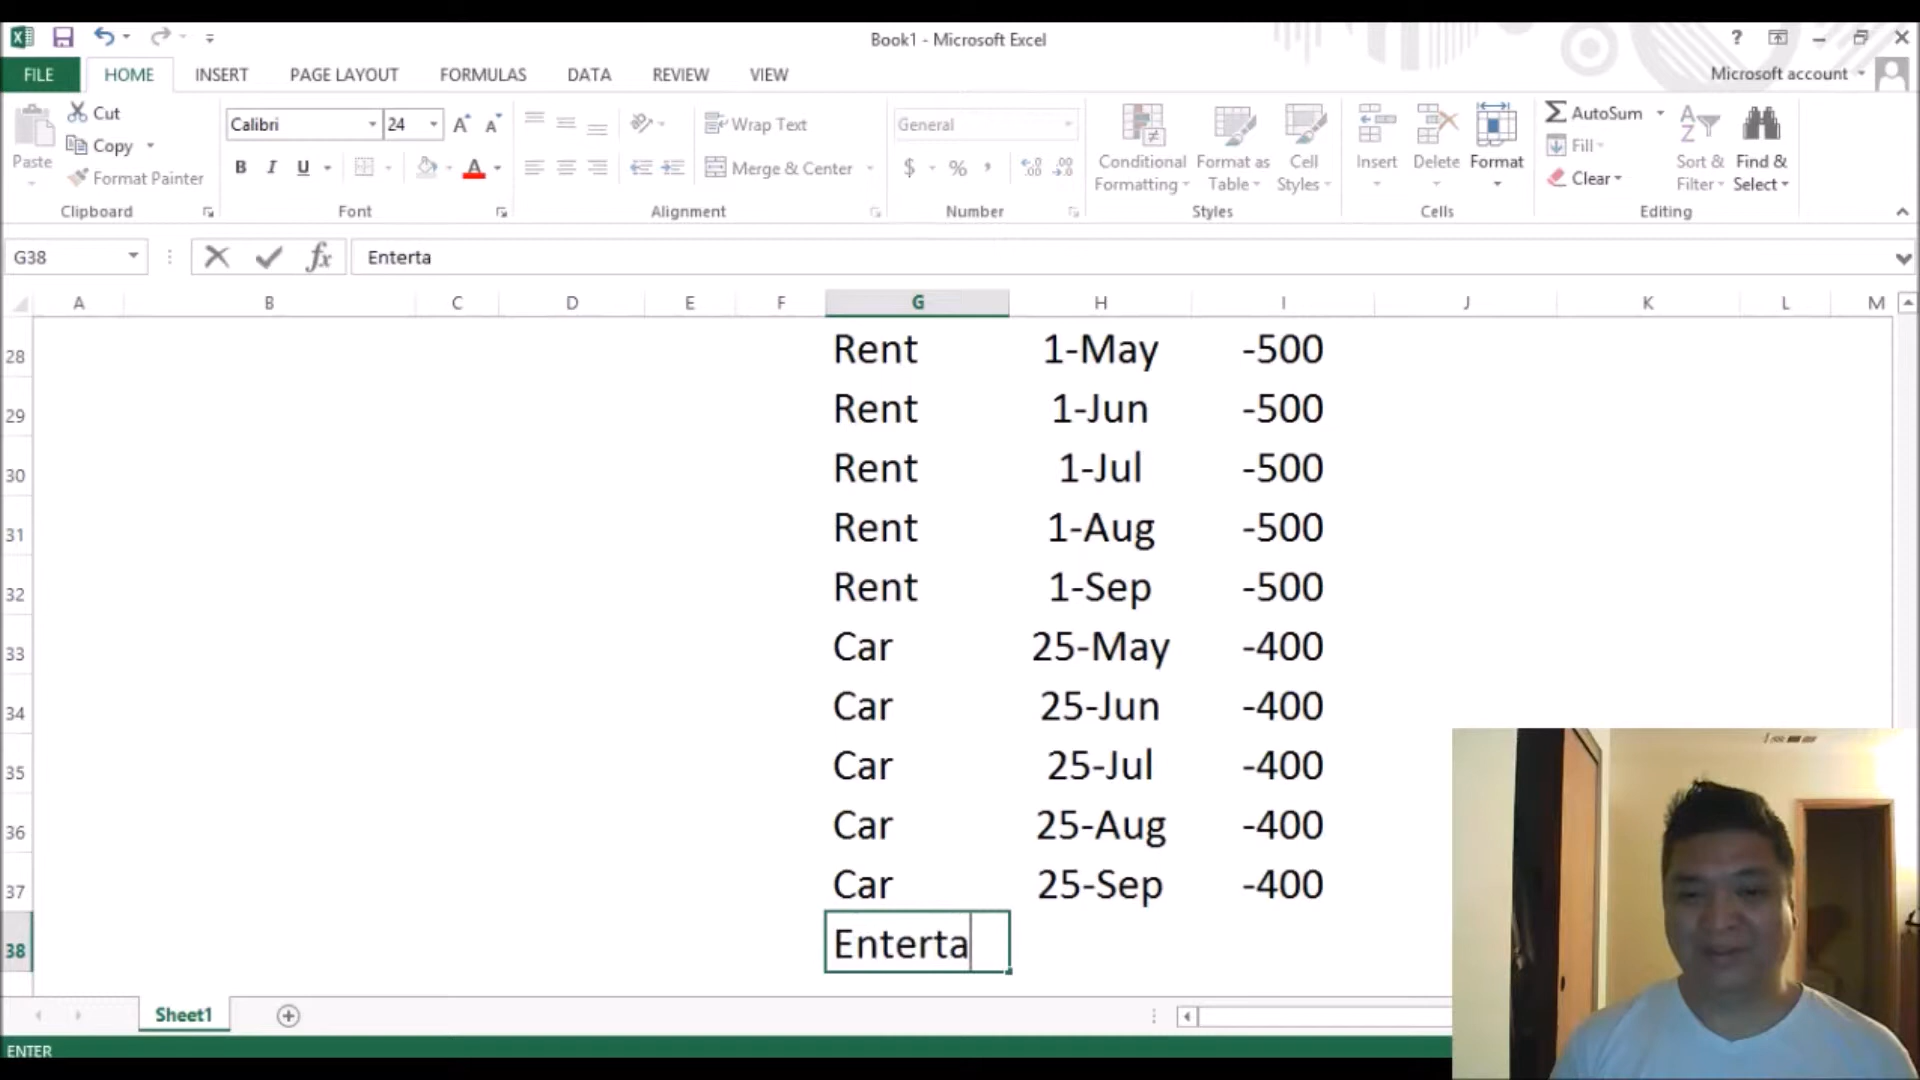 Book1 - Microsoft Excel
?
FILE HOME INSERT PAGE LAYOUT FORMULAS DATA REVIEW VIEW
Microsoft account
Paste
Cut
Copy
Format Painter
Clipboard
Calibri 24
B I U A
Font
Wrap Text
Merge & Center
Alignment
General
$ % ,
Number
Conditional Formatting
Format as Table
Cell Styles
Styles
Insert
Delete
Format
Cells
AutoSum
Fill
Clear
Sort & Filter
Find & Select
Editing
G38
fx
Enterta
A B C D E F G H I J K L M
28 Rent 1-May -500
29 Rent 1-Jun -500
30 Rent 1-Jul -500
31 Rent 1-Aug -500
32 Rent 1-Sep -500
33 Car 25-May -400
34 Car 25-Jun -400
35 Car 25-Jul -400
36 Car 25-Aug -400
37 Car 25-Sep -400
38 Enterta
Sheet1
ENTER